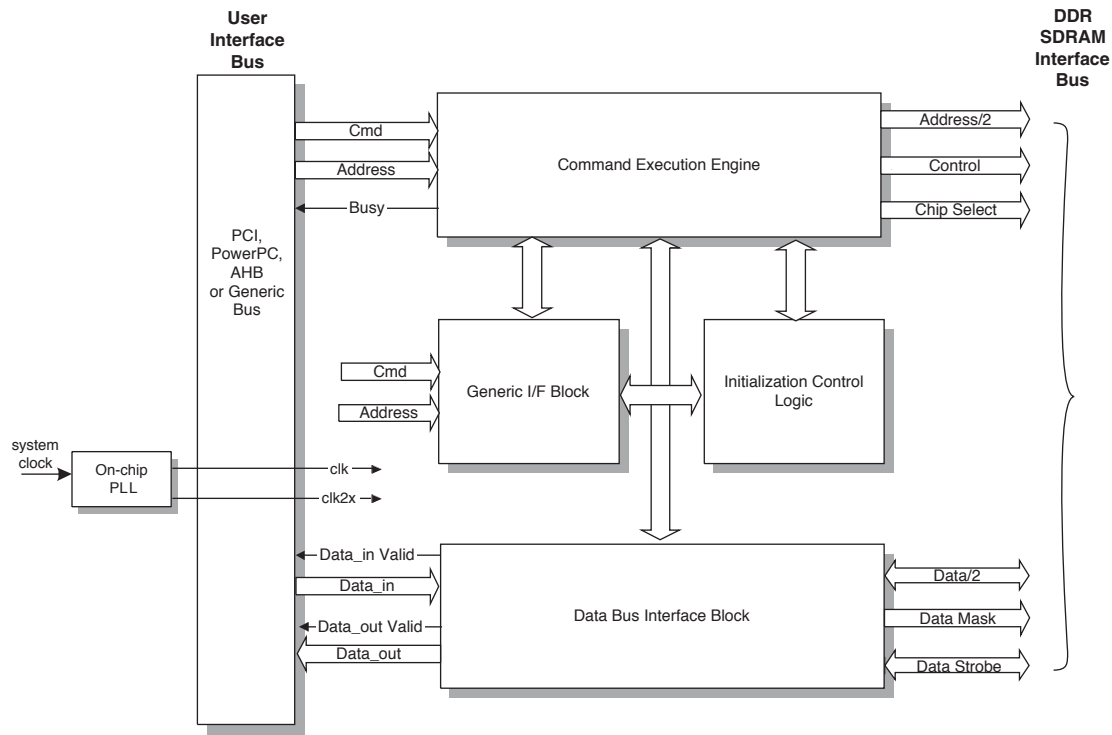 User
Interface
Bus
DDR
SDRAM
Interface
Bus
Cmd
Address
Busy
Command Execution Engine
Address/2
Control
Chip Select
PCI,
PowerPC,
AHB
or Generic
Bus
Cmd
Address
Generic I/F Block
Initialization Control
Logic
system
clock
On-chip
PLL
clk
clk2x
Data_in Valid
Data_in
Data_out Valid
Data_out
Data Bus Interface Block
Data/2
Data Mask
Data Strobe